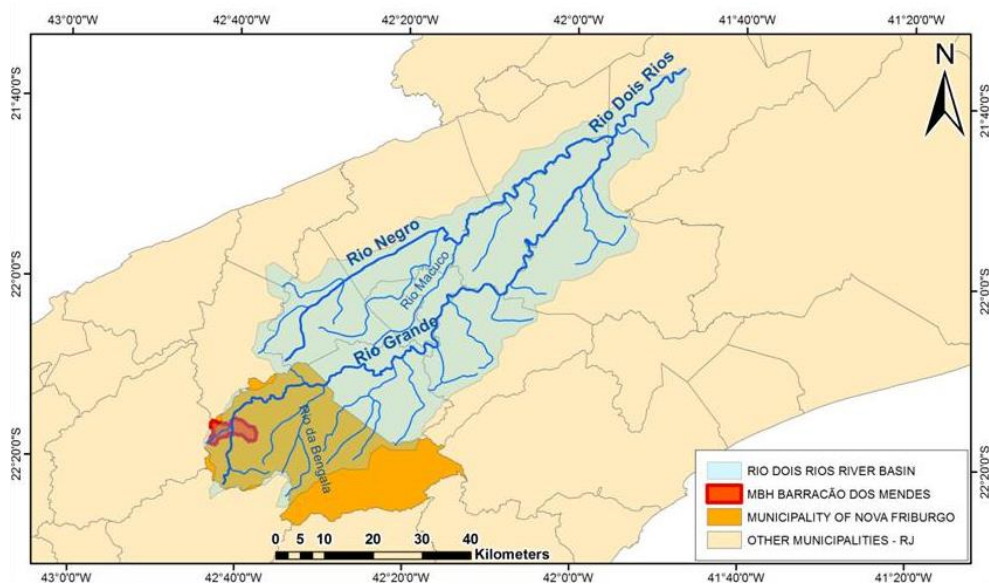 43°0'0"W 42°40'0"W 42°20'0"W 42°0'0"W 41°40'0"W 41°20'0"W
N
21°40'0"S
21°40'0"S
Rio Dois Rios
Rio Negro
Rio Macuco
22°0'0"S
22°0'0"S
Rio Grande
Rio da Bengala
22°20'0"S
22°20'0"S
RIO DOIS RIOS RIVER BASIN
MBH BARRACÃO DOS MENDES
MUNICIPALITY OF NOVA FRIBURGO
OTHER MUNICIPALITIES - RJ
0 5 10 20 30 40
Kilometers
43°0'0"W 42°40'0"W 42°20'0"W 42°0'0"W 41°40'0"W 41°20'0"W